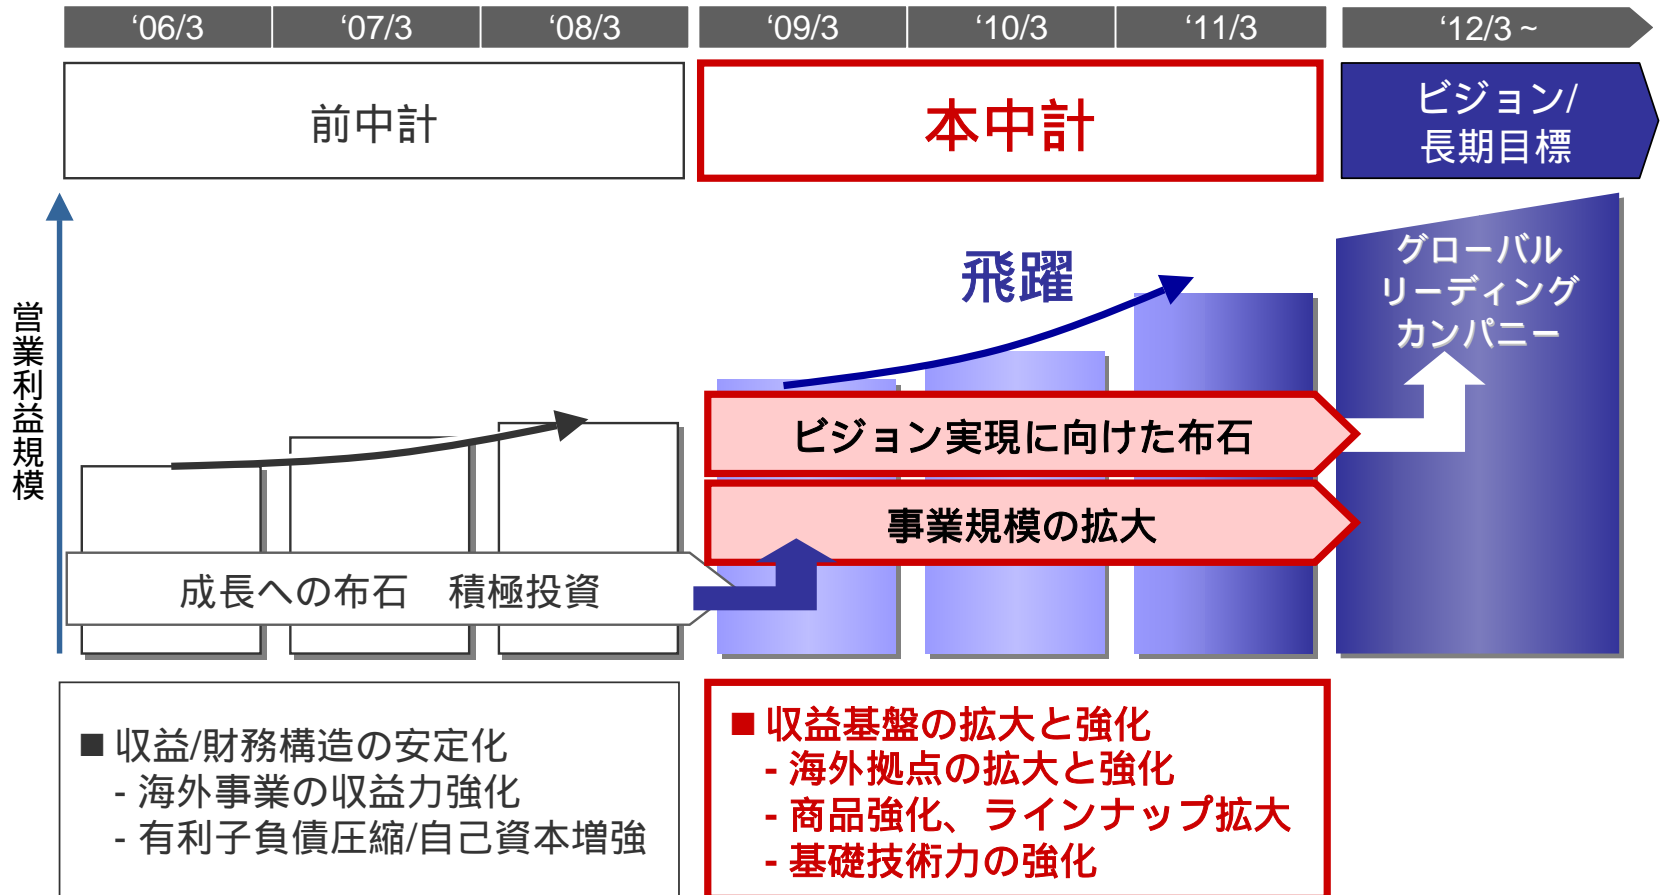 ‘06/3
‘07/3
‘08/3
‘09/3
‘10/3
‘11/3
‘12/3 ~
前中計
本中計
ビジョン/
長期目標
営業利益規模
飛躍
グローバル
リーディング
カンパニー
ビジョン実現に向けた布石
事業規模の拡大
成長への布石　積極投資
■ 収益/財務構造の安定化
- 海外事業の収益力強化
- 有利子負債圧縮/自己資本増強
■ 収益基盤の拡大と強化
- 海外拠点の拡大と強化
- 商品強化、ラインナップ拡大
- 基礎技術力の強化